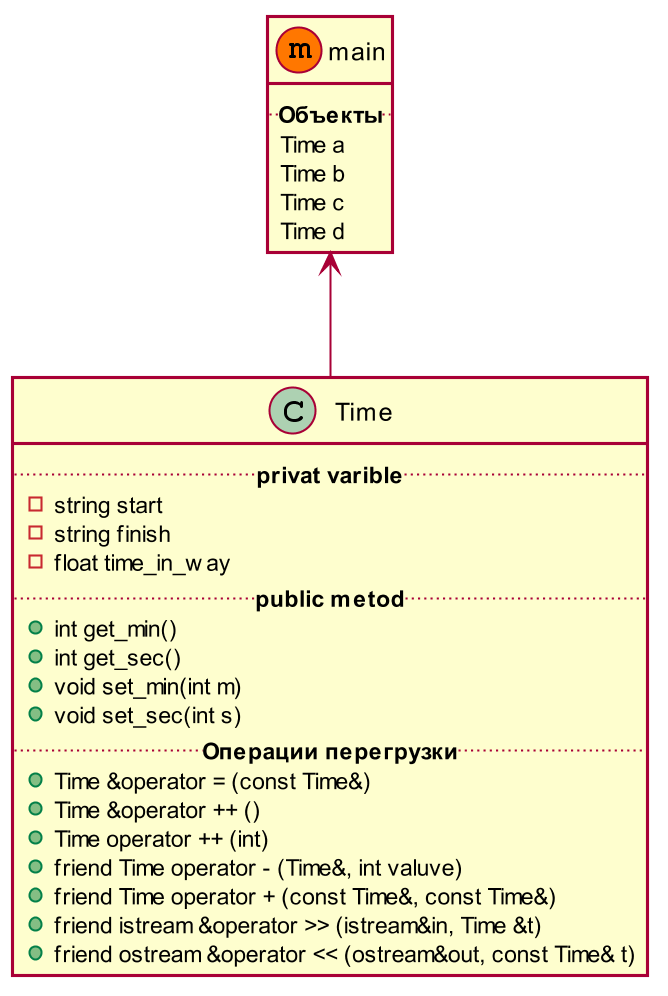 m main
Объекты
Time a
Time b
Time c
Time d
C Time
privat varible
string start
string finish
float time_in_way
public metod
int get_min()
int get_sec()
void set_min(int m)
void set_sec(int s)
Операции перегрузки
Time &operator = (const Time&)
Time &operator ++ ()
Time operator ++ (int)
friend Time operator - (Time&, int valuve)
friend Time operator + (const Time&, const Time&)
friend istream &operator >> (istream&in, Time &t)
friend ostream &operator << (ostream&out, const Time& t)